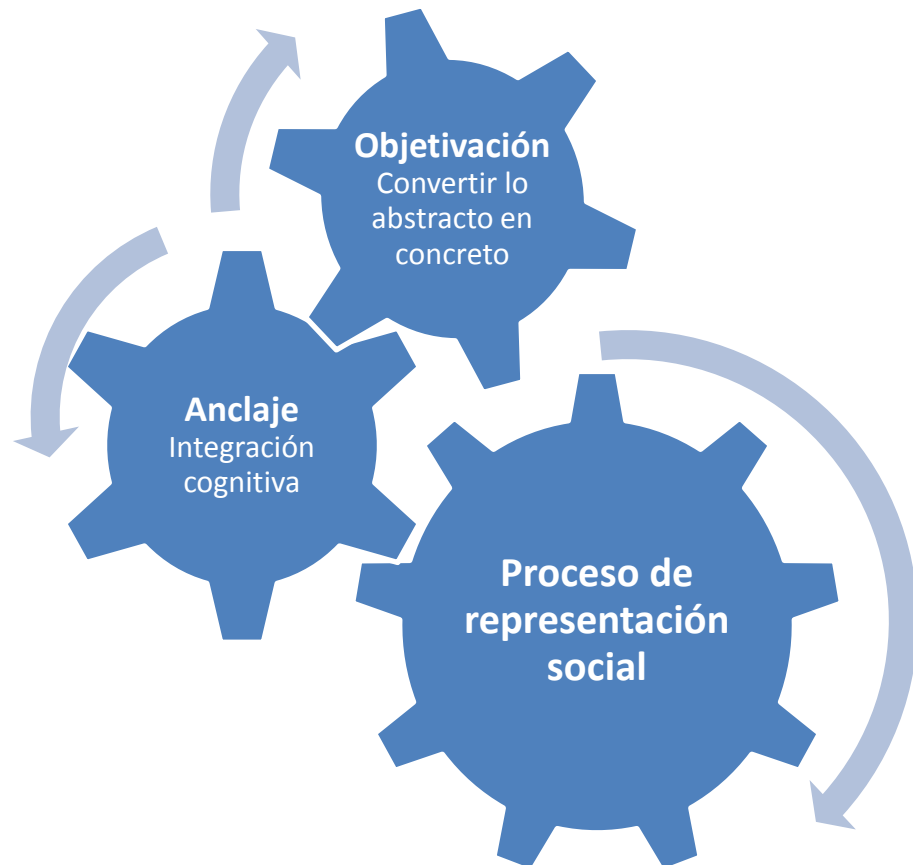 Objetivación
Convertir lo
abstracto en
concreto
Anclaje
Integración
cognitiva
Proceso de
representación
social